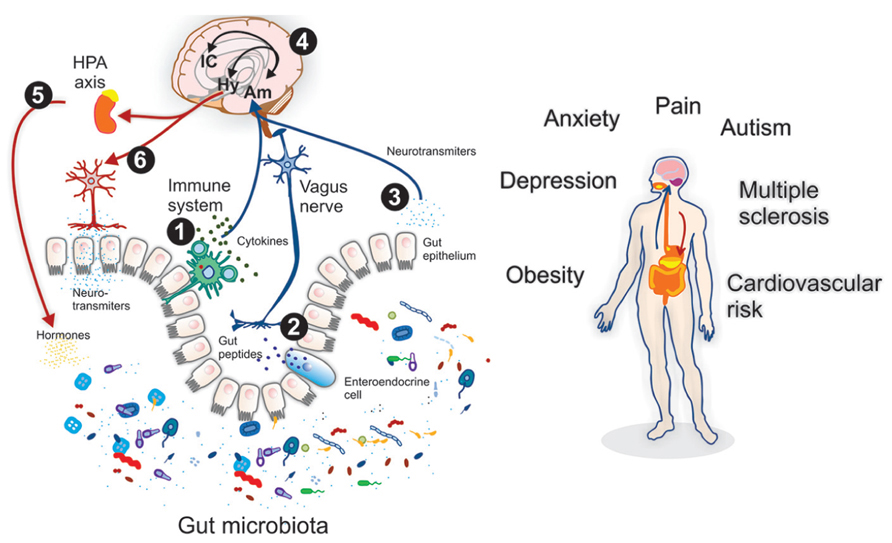 4
IC
Hy
Am
HPA
axis
5
6
Immune
system
1
Cytokines
Vagus
nerve
Neurotransmiters
3
Gut
epithelium
Neuro-
transmiters
Hormones
2
Gut
peptides
Enteroendocrine
cell
Gut microbiota
Pain
Anxiety
Autism
Depression
Multiple
sclerosis
Obesity
Cardiovascular
risk